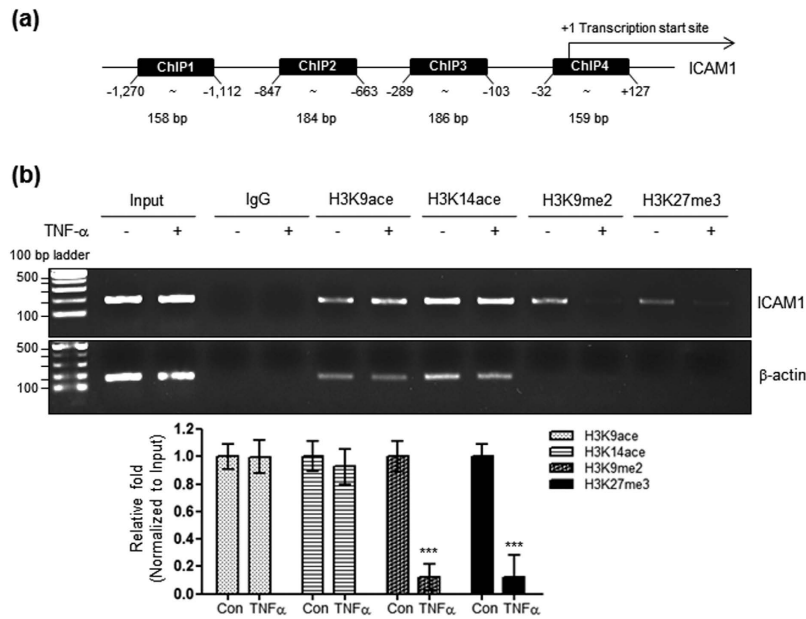 (a)
+1 Transcription start site
ChIP1 ChIP2 ChIP3 ChIP4 ICAM1
-1,270 ~ -1,112 -847 ~ -663 -289 ~ -103 -32 ~ +127
158 bp 184 bp 186 bp 159 bp
(b)
Input IgG H3K9ace H3K14ace H3K9me2 H3K27me3
TNF-α - + - + - + - + - + - +
100 bp ladder
500
100
ICAM1
500
100
β-actin
Relative fold
(Normalized to Input)
1.2
1.0
0.8
0.6
0.4
0.2
0.0
*** ***
H3K9ace
H3K14ace
H3K9me2
H3K27me3
Con TNFα Con TNFα Con TNFα Con TNFα